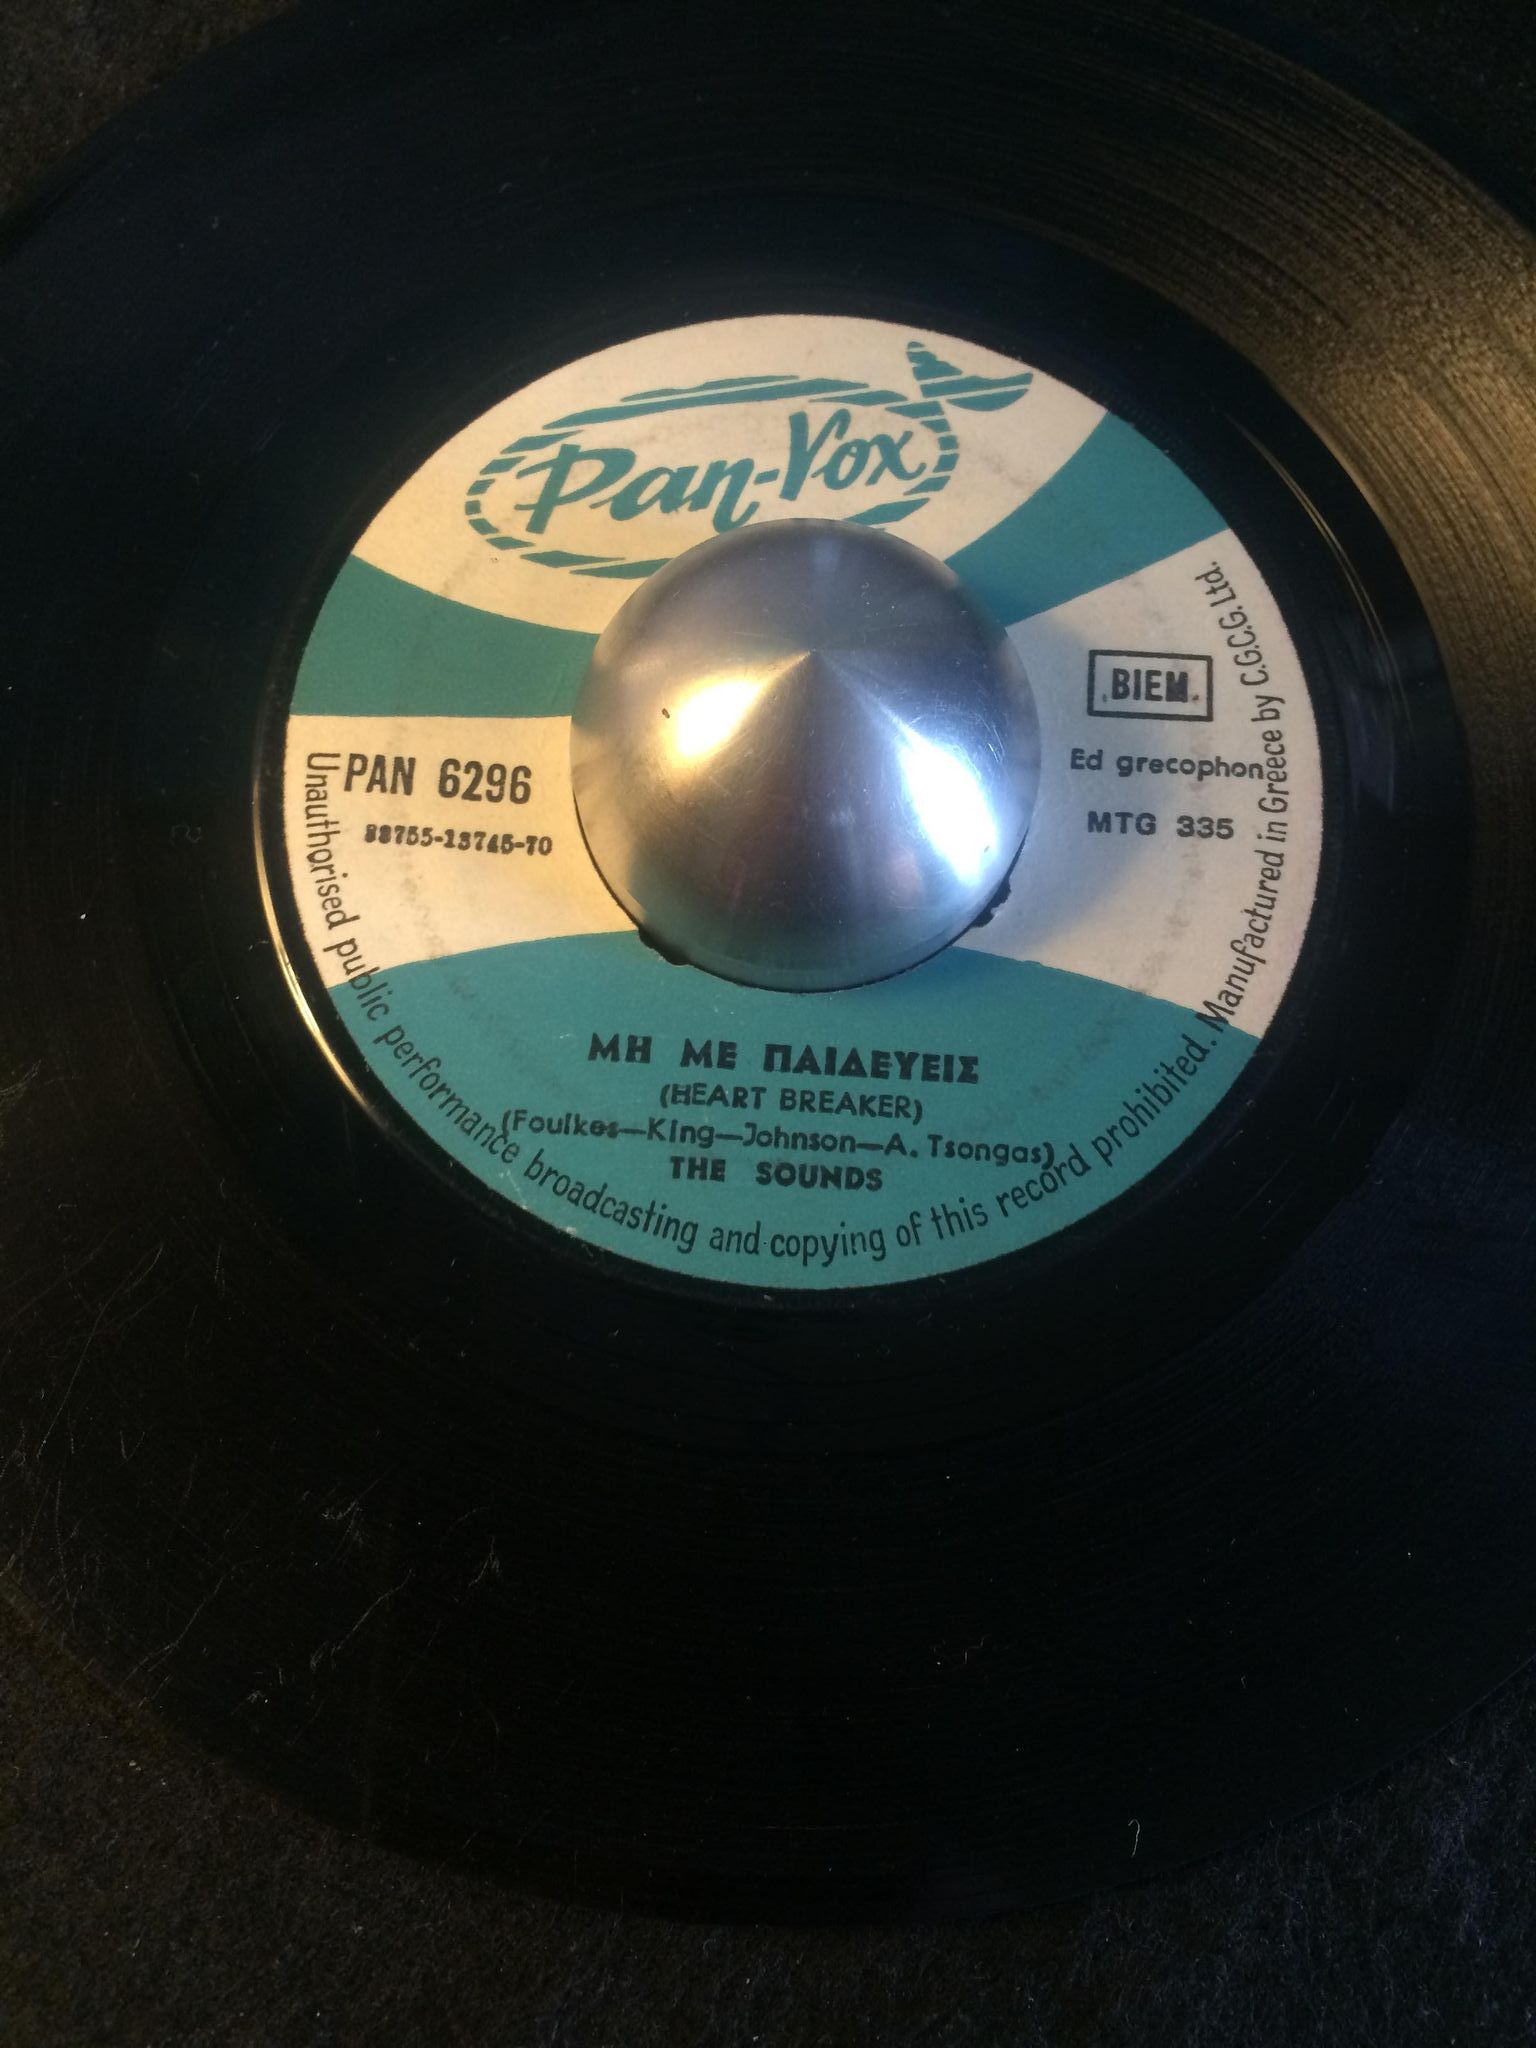 Pan-Vox
BIEM
PAN 6296
Ed grecophon
MTG 335
ΜΗ ΜΕ ΠΑΙΔΕΥΕΙΣ
(HEART BREAKER)
(Foulkes—King—Johnson—A. Tsongas)
THE SOUNDS
Unauthorised public performance broadcasting and copying of this record prohibited. Manufactured in Greece by C.G.C.G. Ltd.